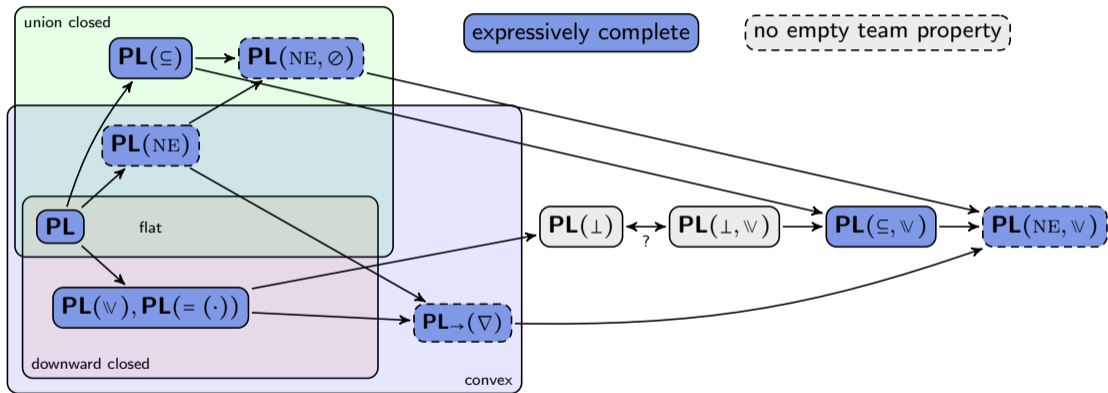 union closed
expressively complete
no empty team property
PL(⊆)
PL(NE, ⊘)
PL(NE)
PL
flat
PL(⊥)
?
PL(⊥, ⩖)
PL(⊆, ⩖)
PL(NE, ⩖)
PL(⩖), PL(= (·))
PL→(∇)
downward closed
convex